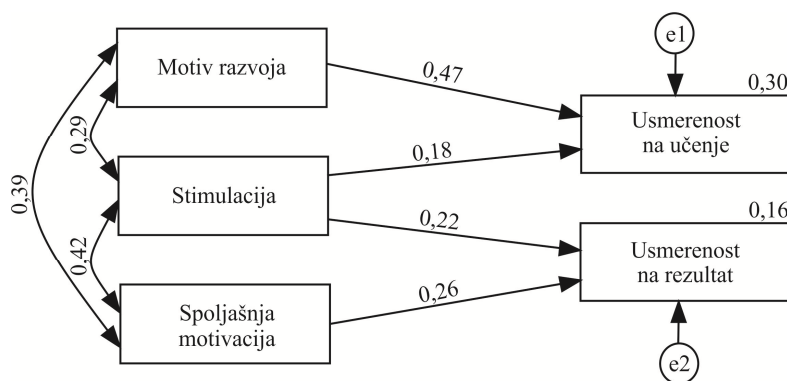 e1
Motiv razvoja
0,47
0,30
Usmerenost
na učenje
0,29
0,18
0,39
Stimulacija
0,22
0,16
Usmerenost
na rezultat
0,42
0,26
Spoljašnja
motivacija
e2